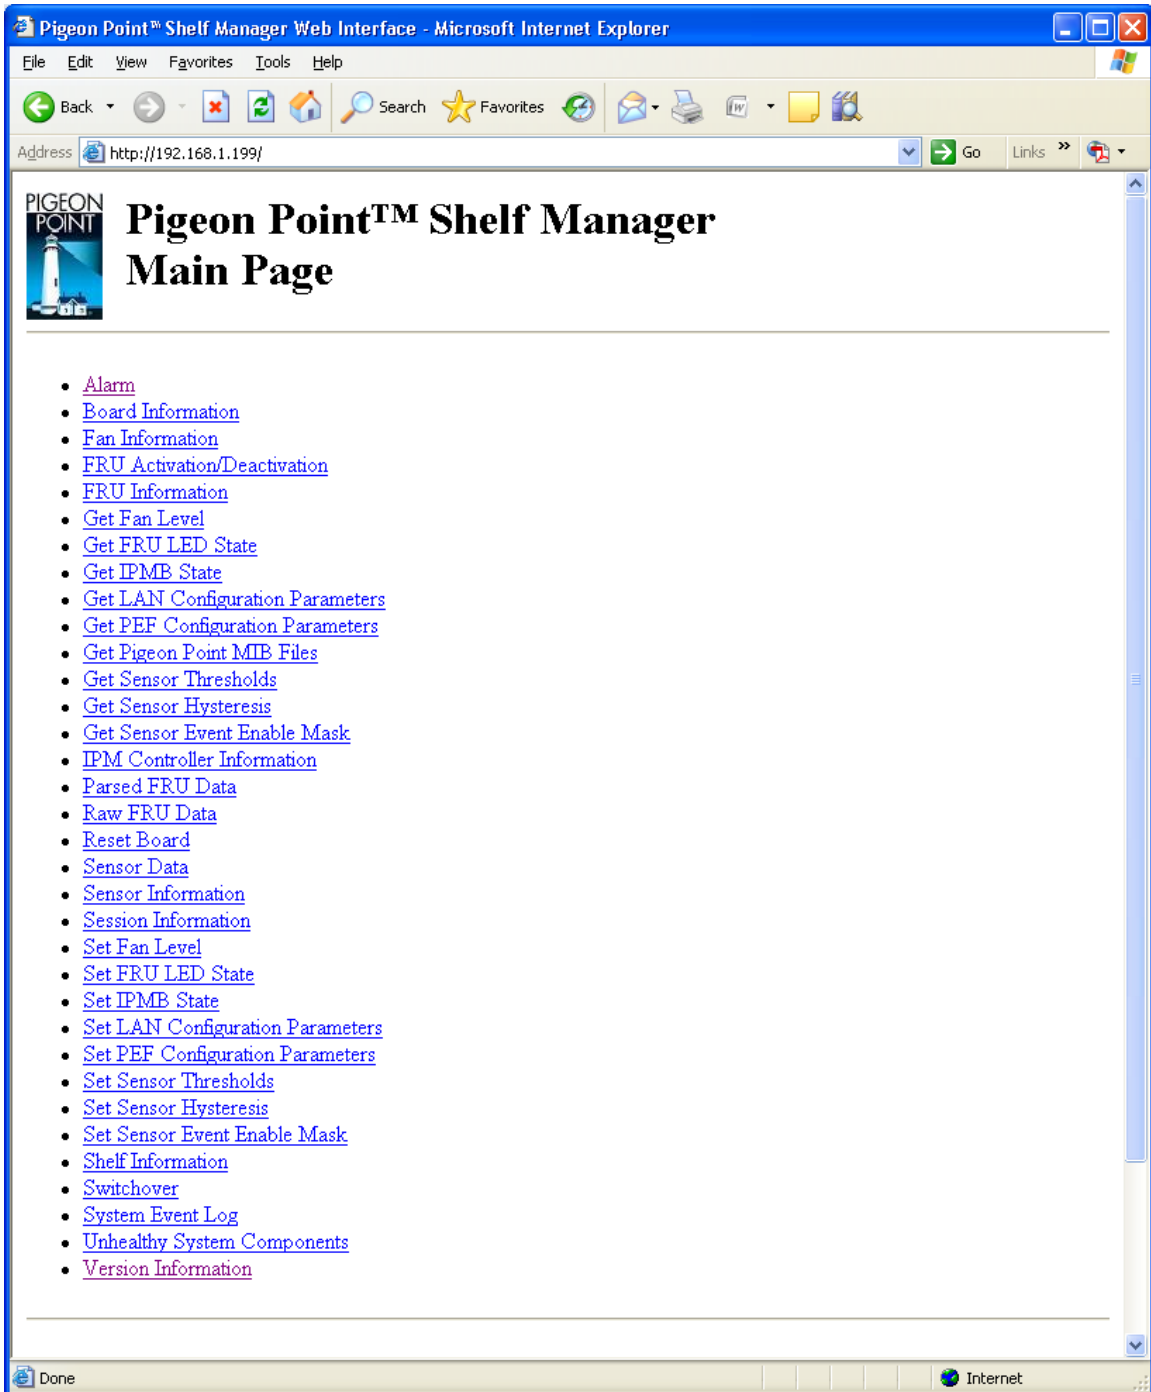 Pigeon Point™ Shelf Manager Web Interface - Microsoft Internet Explorer
File Edit View Favorites Tools Help
Back Search Favorites
Address http://192.168.1.199/ Go Links »
PIGEON
POINT
Pigeon Point™ Shelf Manager
Main Page
Alarm
Board Information
Fan Information
FRU Activation/Deactivation
FRU Information
Get Fan Level
Get FRU LED State
Get IPMB State
Get LAN Configuration Parameters
Get PEF Configuration Parameters
Get Pigeon Point MIB Files
Get Sensor Thresholds
Get Sensor Hysteresis
Get Sensor Event Enable Mask
IPM Controller Information
Parsed FRU Data
Raw FRU Data
Reset Board
Sensor Data
Sensor Information
Session Information
Set Fan Level
Set FRU LED State
Set IPMB State
Set LAN Configuration Parameters
Set PEF Configuration Parameters
Set Sensor Thresholds
Set Sensor Hysteresis
Set Sensor Event Enable Mask
Shelf Information
Switchover
System Event Log
Unhealthy System Components
Version Information
Done Internet